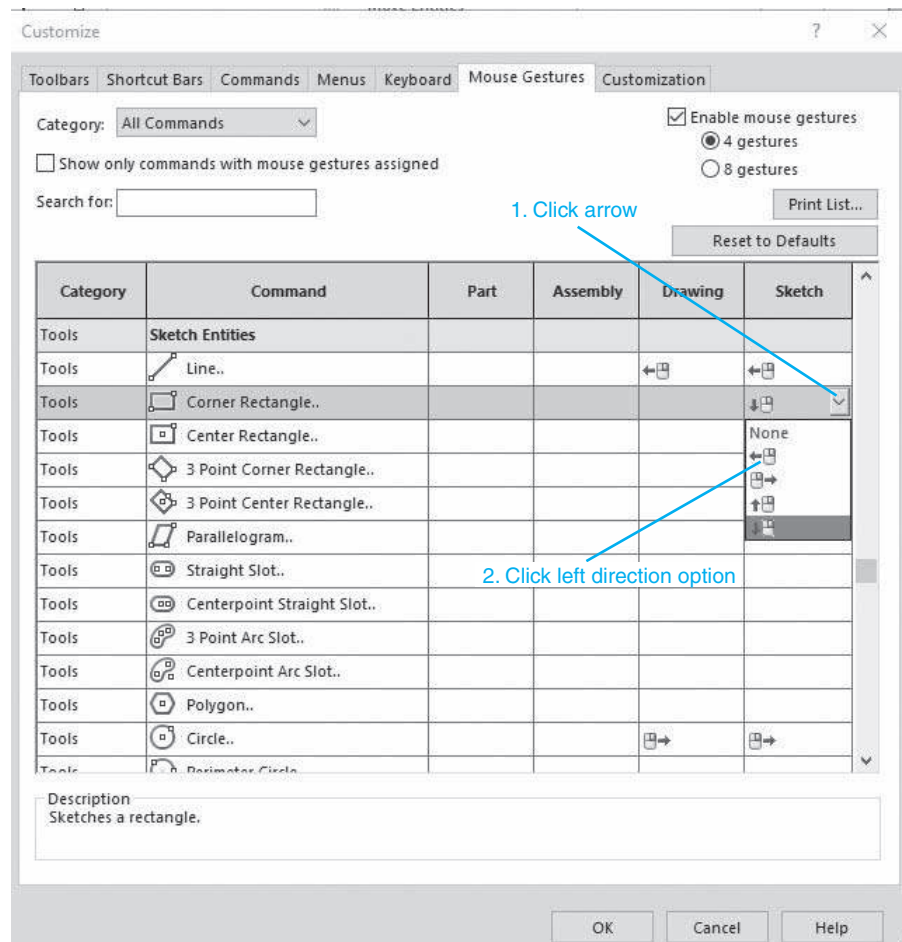 Customize ?
Toolbars Shortcut Bars Commands Menus Keyboard Mouse Gestures Customization
Category: All Commands
Enable mouse gestures
4 gestures
Show only commands with mouse gestures assigned
8 gestures
Search for:
Print List...
1. Click arrow
Reset to Defaults
Category Command Part Assembly Drawing Sketch
Tools Sketch Entities
Tools Line..
Tools Corner Rectangle..
Tools Center Rectangle.. None
Tools 3 Point Corner Rectangle..
Tools 3 Point Center Rectangle..
Tools Parallelogram..
Tools Straight Slot.. 2. Click left direction option
Tools Centerpoint Straight Slot..
Tools 3 Point Arc Slot..
Tools Centerpoint Arc Slot..
Tools Polygon..
Tools Circle..
Tools Perimeter Circle
Description
Sketches a rectangle.
OK Cancel Help